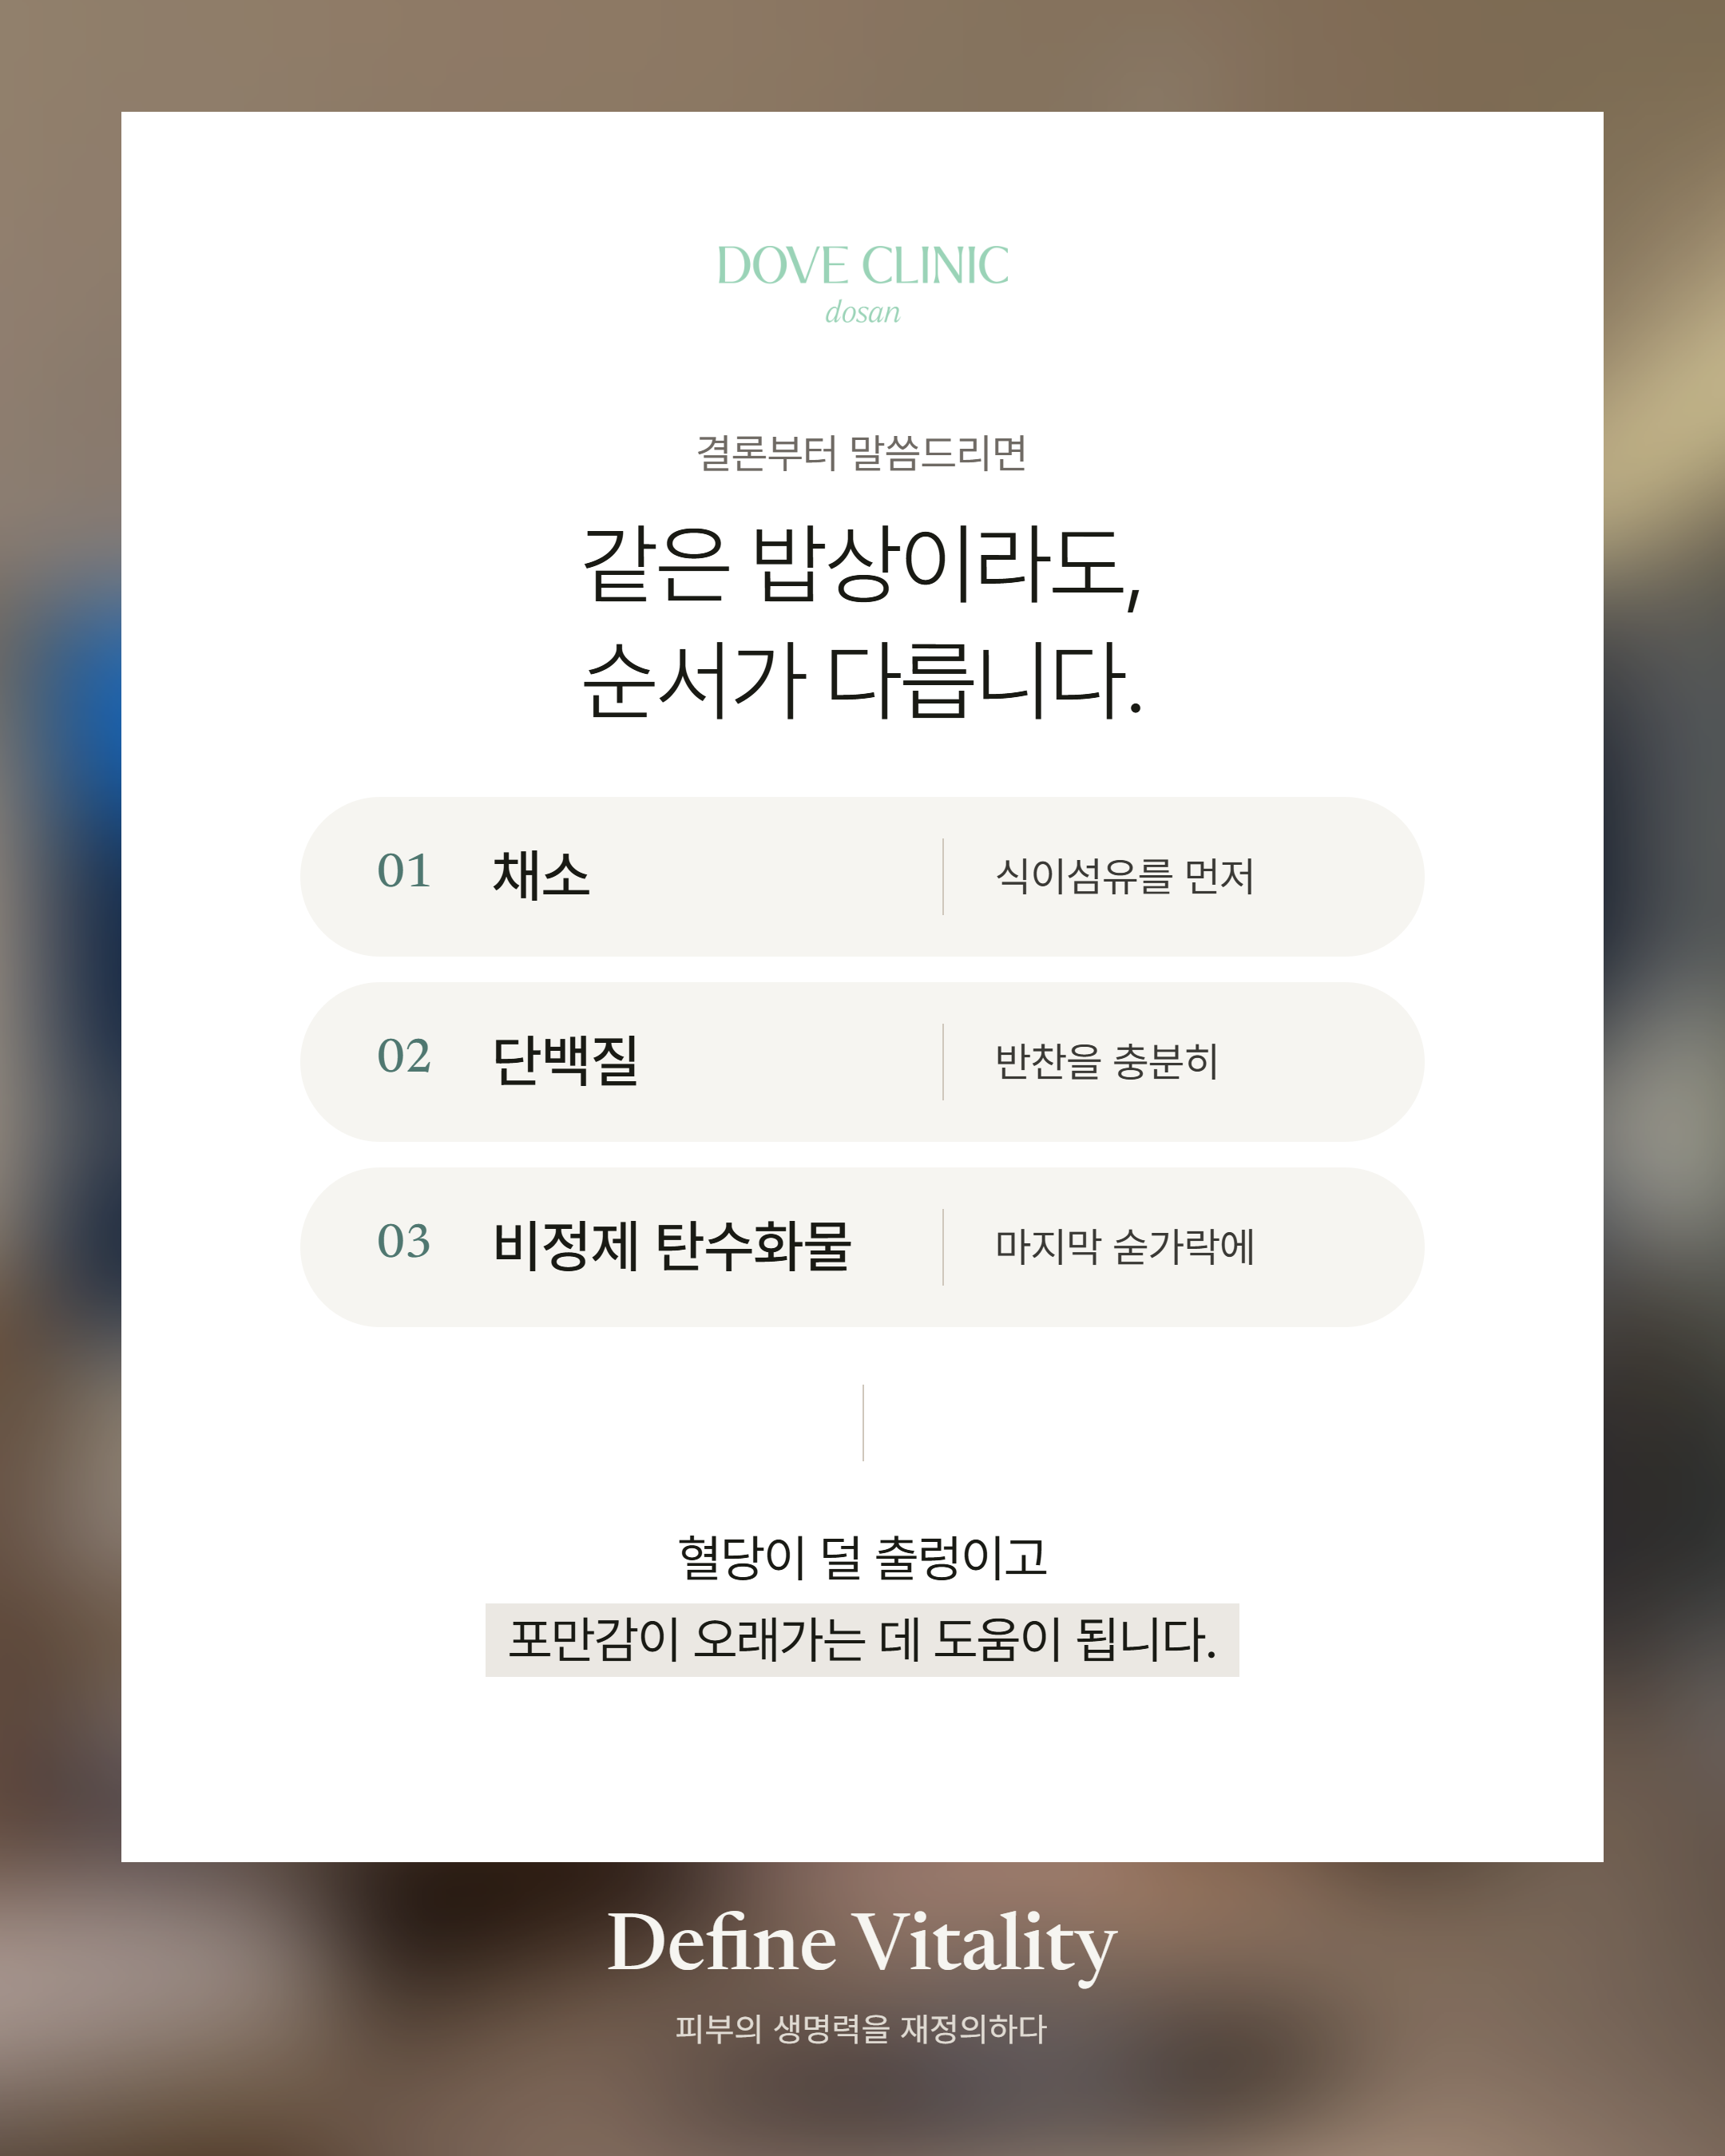 DOVE CLINIC
dosan
결론부터 말씀드리면
같은 밥상이라도,
순서가 다릅니다.
01 채소 식이섬유를 먼저
02 단백질 반찬을 충분히
03 비정제 탄수화물 마지막 숟가락에
혈당이 덜 출렁이고
포만감이 오래가는 데 도움이 됩니다.
Define Vitality
피부의 생명력을 재정의하다